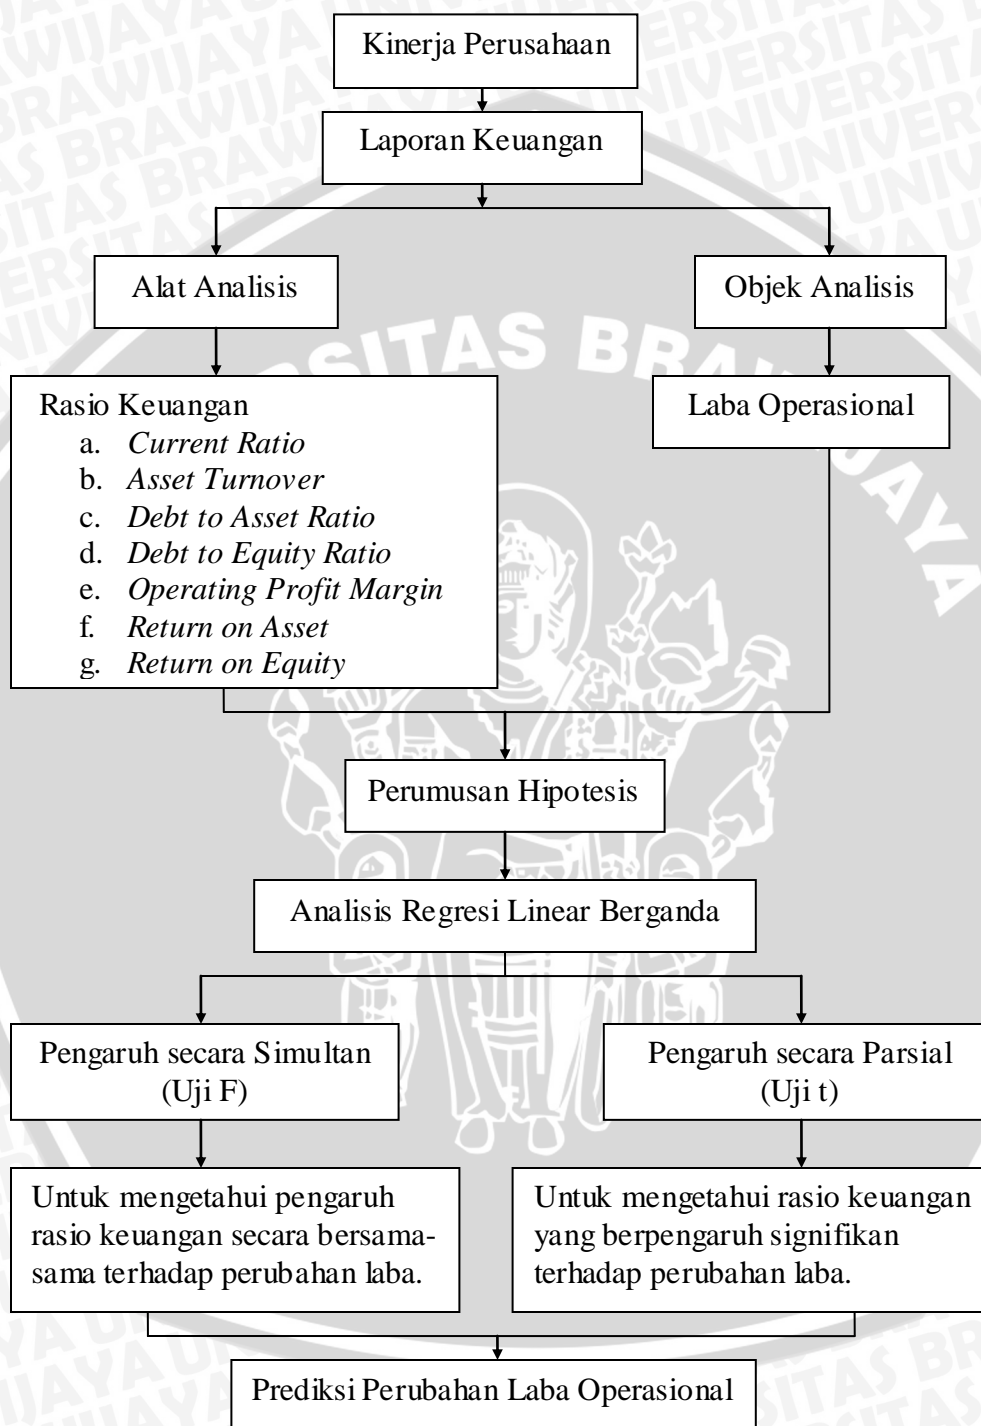 Kinerja Perusahaan
Laporan Keuangan
Alat Analisis
Objek Analisis
Rasio Keuangan
a. Current Ratio
b. Asset Turnover
c. Debt to Asset Ratio
d. Debt to Equity Ratio
e. Operating Profit Margin
f. Return on Asset
g. Return on Equity
Laba Operasional
Perumusan Hipotesis
Analisis Regresi Linear Berganda
Pengaruh secara Simultan
(Uji F)
Pengaruh secara Parsial
(Uji t)
Untuk mengetahui pengaruh
rasio keuangan secara bersama-
sama terhadap perubahan laba.
Untuk mengetahui rasio keuangan
yang berpengaruh signifikan
terhadap perubahan laba.
Prediksi Perubahan Laba Operasional